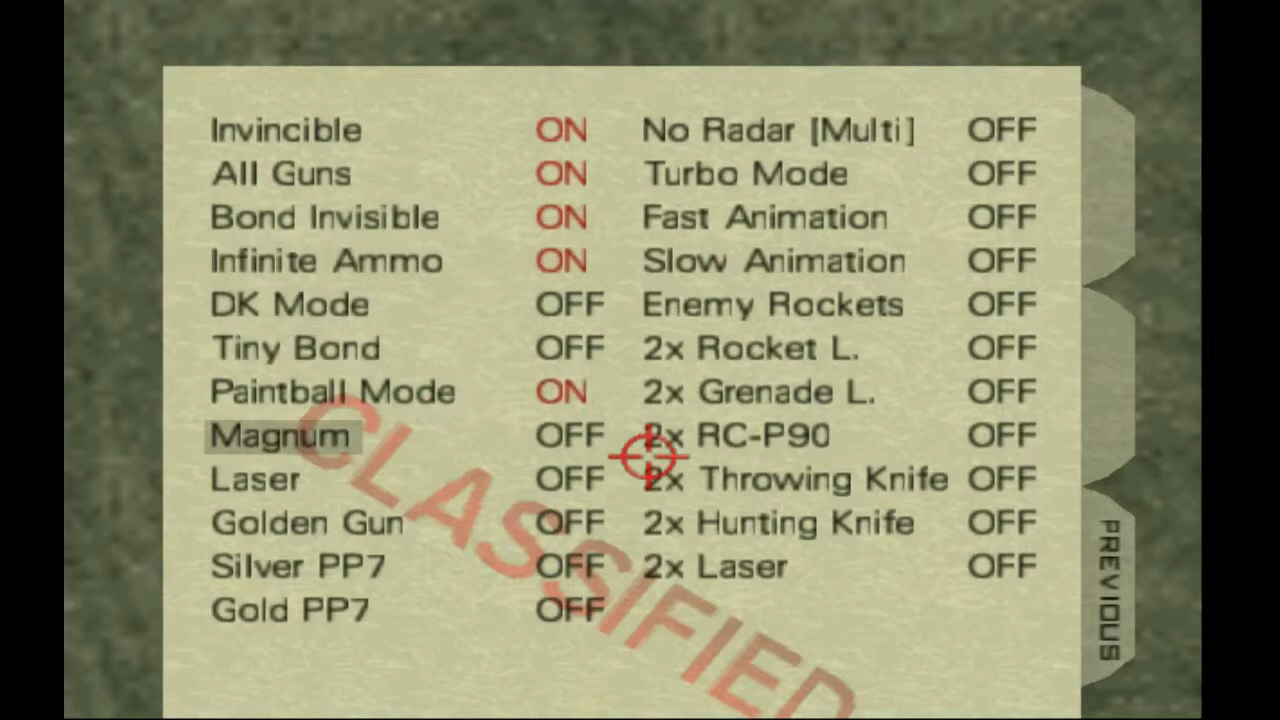 Invincible ON No Radar [Multi] OFF
All Guns ON Turbo Mode OFF
Bond Invisible ON Fast Animation OFF
Infinite Ammo ON Slow Animation OFF
DK Mode OFF Enemy Rockets OFF
Tiny Bond OFF 2x Rocket L. OFF
Paintball Mode ON 2x Grenade L. OFF
Magnum OFF 2x RC-P90 OFF
Laser OFF 2x Throwing Knife OFF
Golden Gun OFF 2x Hunting Knife OFF
Silver PP7 OFF 2x Laser OFF
Gold PP7 OFF
CLASSIFIED
PREVIOUS